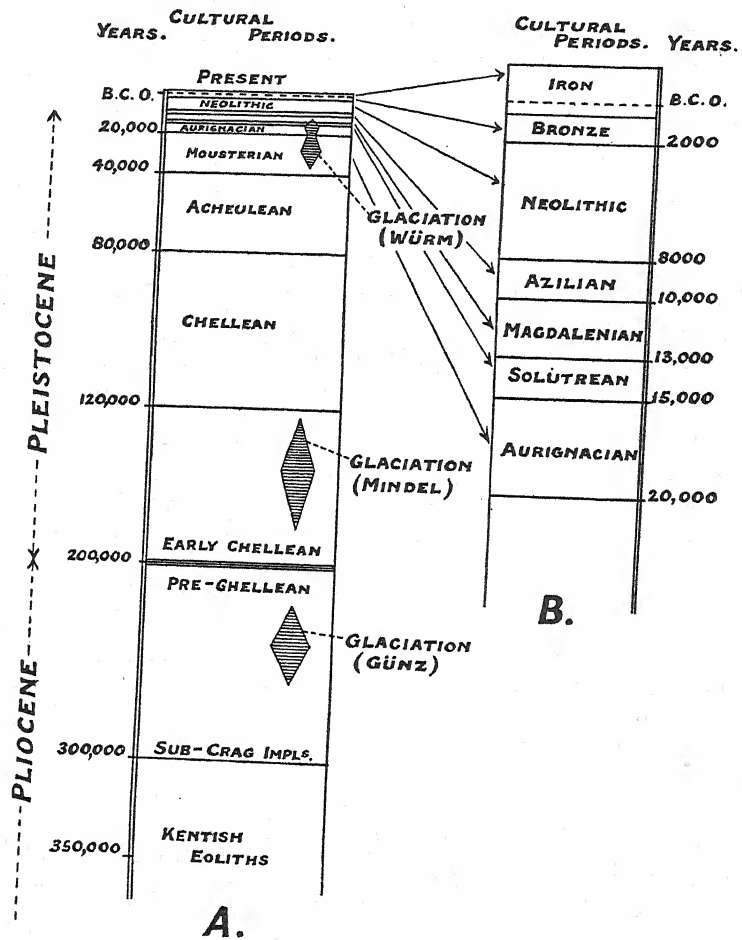 YEARS.
CULTURAL
PERIODS.
PRESENT
B.C.O.
NEOLITHIC
20,000
AURIGNACIAN
MOUSTERIAN
40,000
ACHEULEAN
80,000
CHELLEAN
120,000
EARLY CHELLEAN
200,000
PRE-CHELLEAN
300,000
SUB-CRAG IMPLS.
350,000
KENTISH
EOLITHS
A.
PLEISTOCENE
PLIOCENE
GLACIATION
(WÜRM)
GLACIATION
(MINDEL)
GLACIATION
(GÜNZ)
CULTURAL
PERIODS.
YEARS.
IRON
B.C.O.
BRONZE
2000
NEOLITHIC
8000
AZILIAN
10,000
MAGDALENIAN
13,000
SOLUTREAN
15,000
AURIGNACIAN
20,000
B.